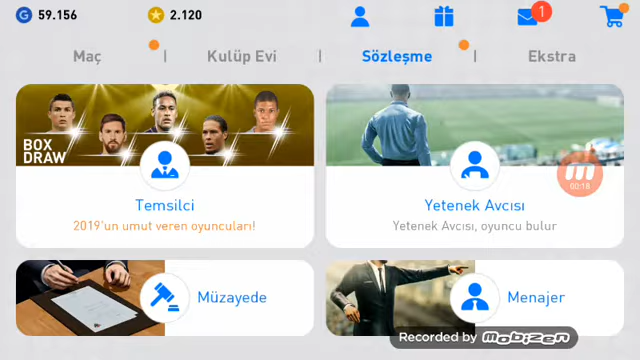 59.156
2.120
1
Maç
Kulüp Evi
Sözleşme
Ekstra
BOX
DRAW
Temsilci
2019'un umut veren oyuncuları!
Yetenek Avcısı
Yetenek Avcısı, oyuncu bulur
00:18
Müzayede
Menajer
Recorded by mobizen